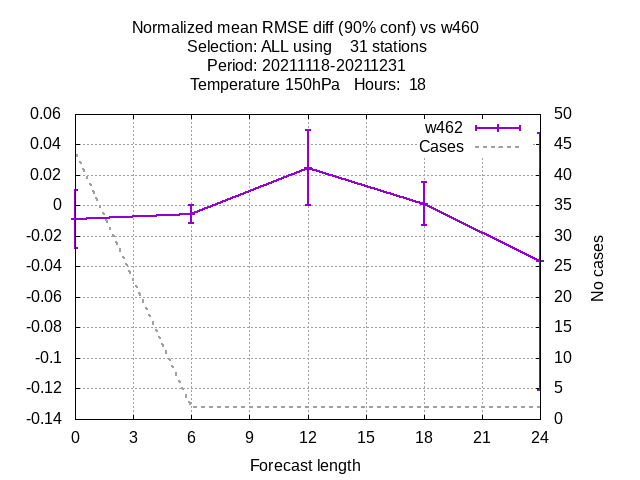 Normalized mean RMSE diff (90% conf) vs w460
Selection: ALL using    31 stations
Period: 20211118-20211231
Temperature 150hPa   Hours:  18
w462
Cases
0.06
0.04
0.02
0
-0.02
-0.04
-0.06
-0.08
-0.1
-0.12
-0.14
50
45
40
35
30
25
20
15
10
5
0
No cases
0 3 6 9 12 15 18 21 24
Forecast length